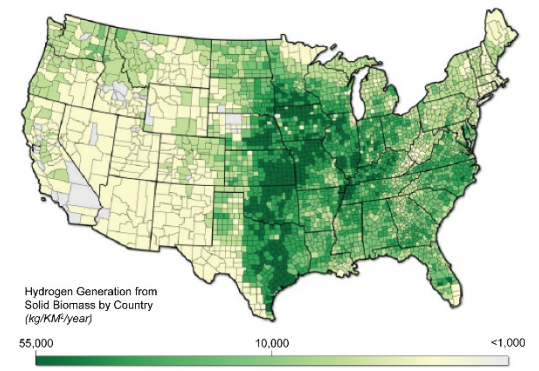 Hydrogen Generation from
Solid Biomass by Country
(kg/KM²/year)
55,000
10,000
<1,000